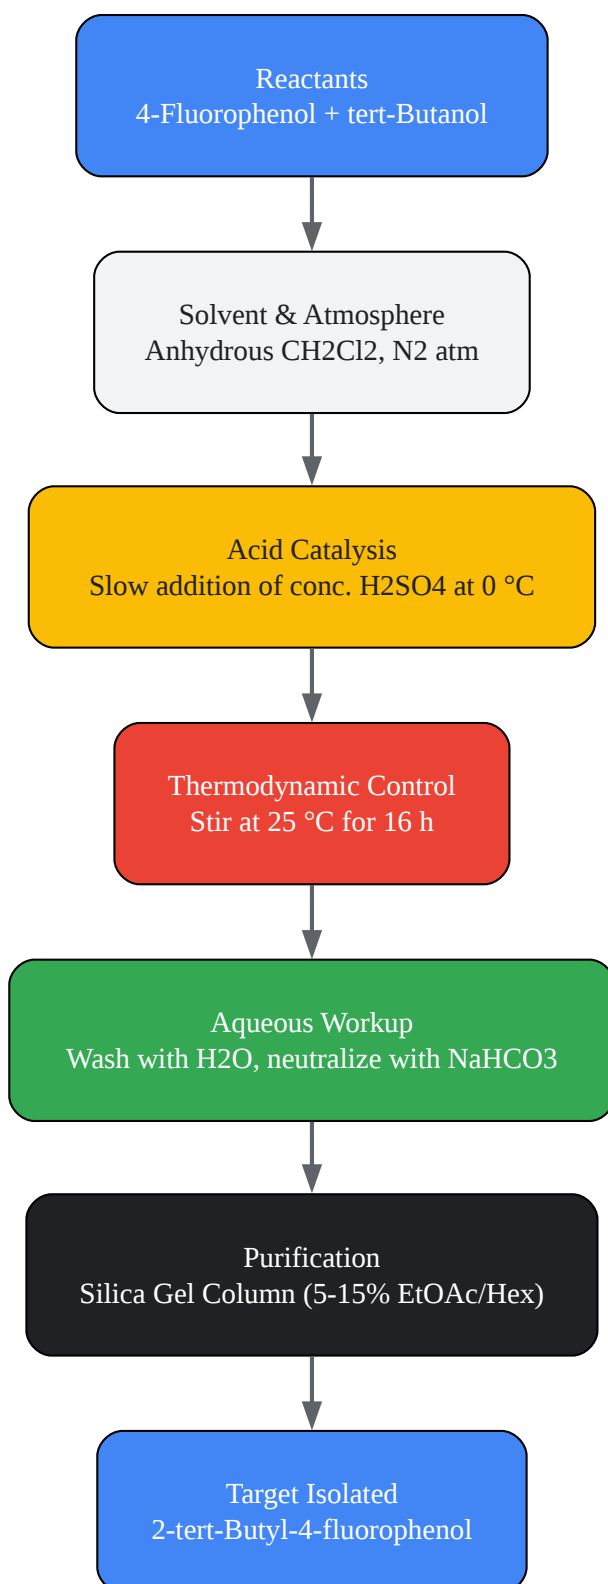 Reactants
4-Fluorophenol + tert-Butanol
Solvent & Atmosphere
Anhydrous CH2Cl2, N2 atm
Acid Catalysis
Slow addition of conc. H2SO4 at 0 °C
Thermodynamic Control
Stir at 25 °C for 16 h
Aqueous Workup
Wash with H2O, neutralize with NaHCO3
Purification
Silica Gel Column (5-15% EtOAc/Hex)
Target Isolated
2-tert-Butyl-4-fluorophenol